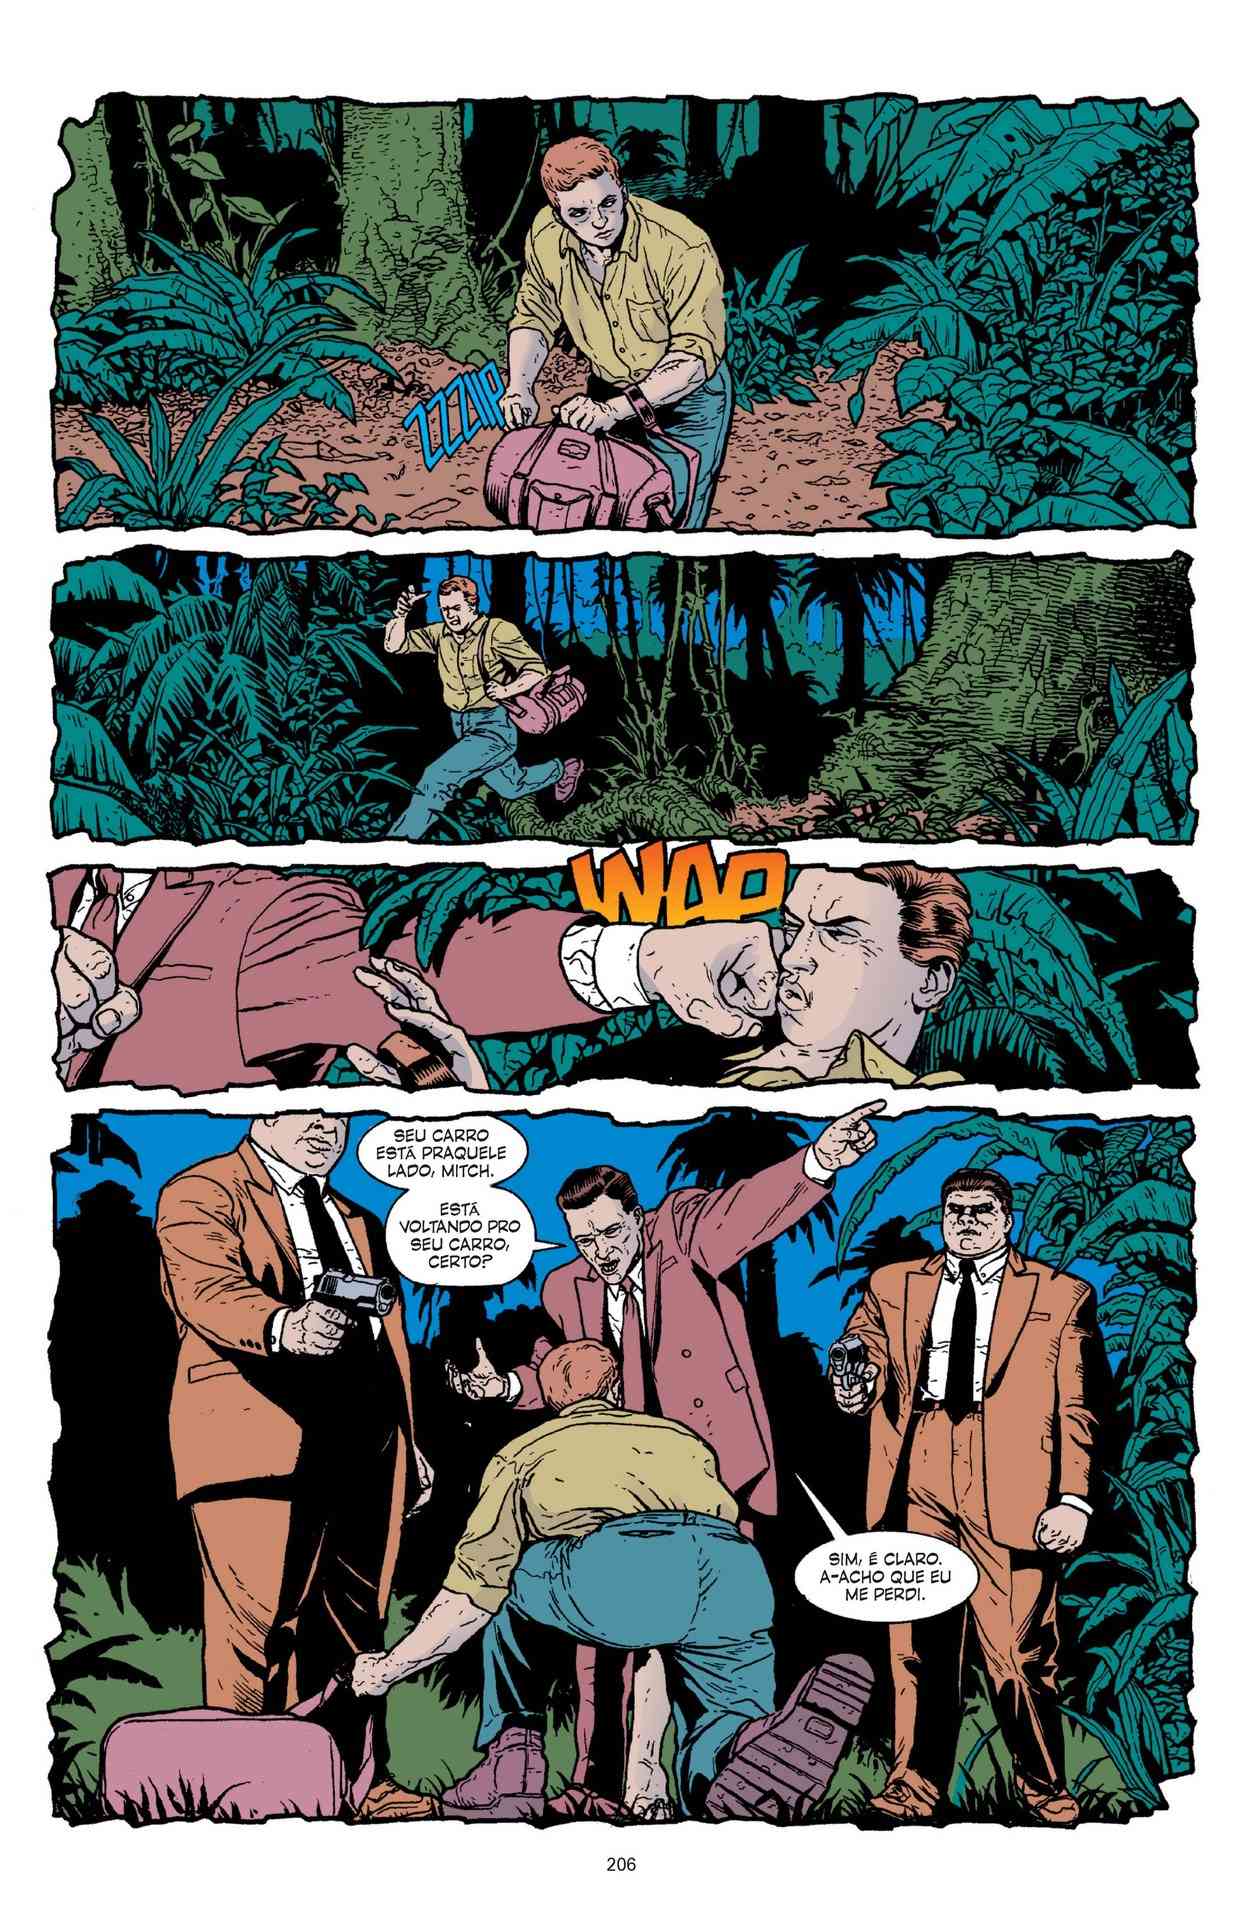 ZZZIIP
WAP
SEU CARRO
ESTÁ PRAQUELE
LADO, MITCH.
ESTÁ
VOLTANDO PRO
SEU CARRO,
CERTO?
SIM, É CLARO.
A-ACHO QUE EU
ME PERDI.
206